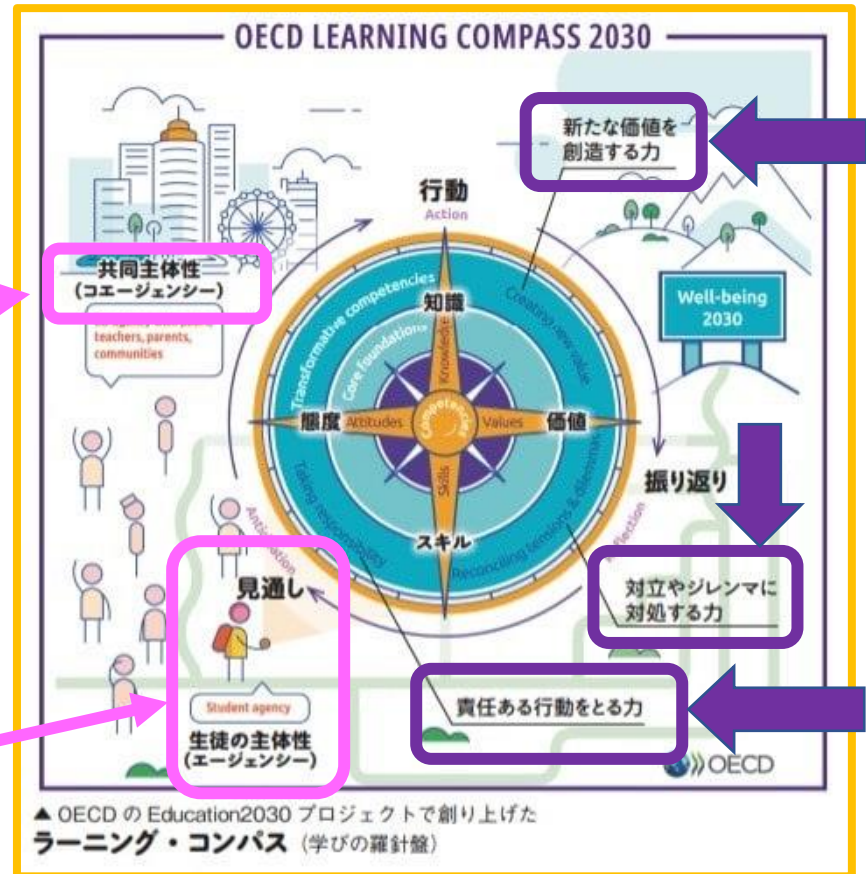 OECD LEARNING COMPASS 2030
新たな価値を
創造する力
行動
Action
共同主体性
(コエージェンシー)
teachers, parents,
communities
Well-being
2030
Transformative competencies
Creating new value
Core foundations
知識
Knowledge
態度 Attitudes
Competencies
Values 価値
Skills
スキル
Taking responsibility
Reconciling tensions & dilemmas
振り返り
Reflection
Anticipation
見通し
対立やジレンマに
対処する力
責任ある行動をとる力
Student agency
生徒の主体性
(エージェンシー)
OECD
▲ OECD の Education2030 プロジェクトで創り上げた
ラーニング・コンパス (学びの羅針盤)